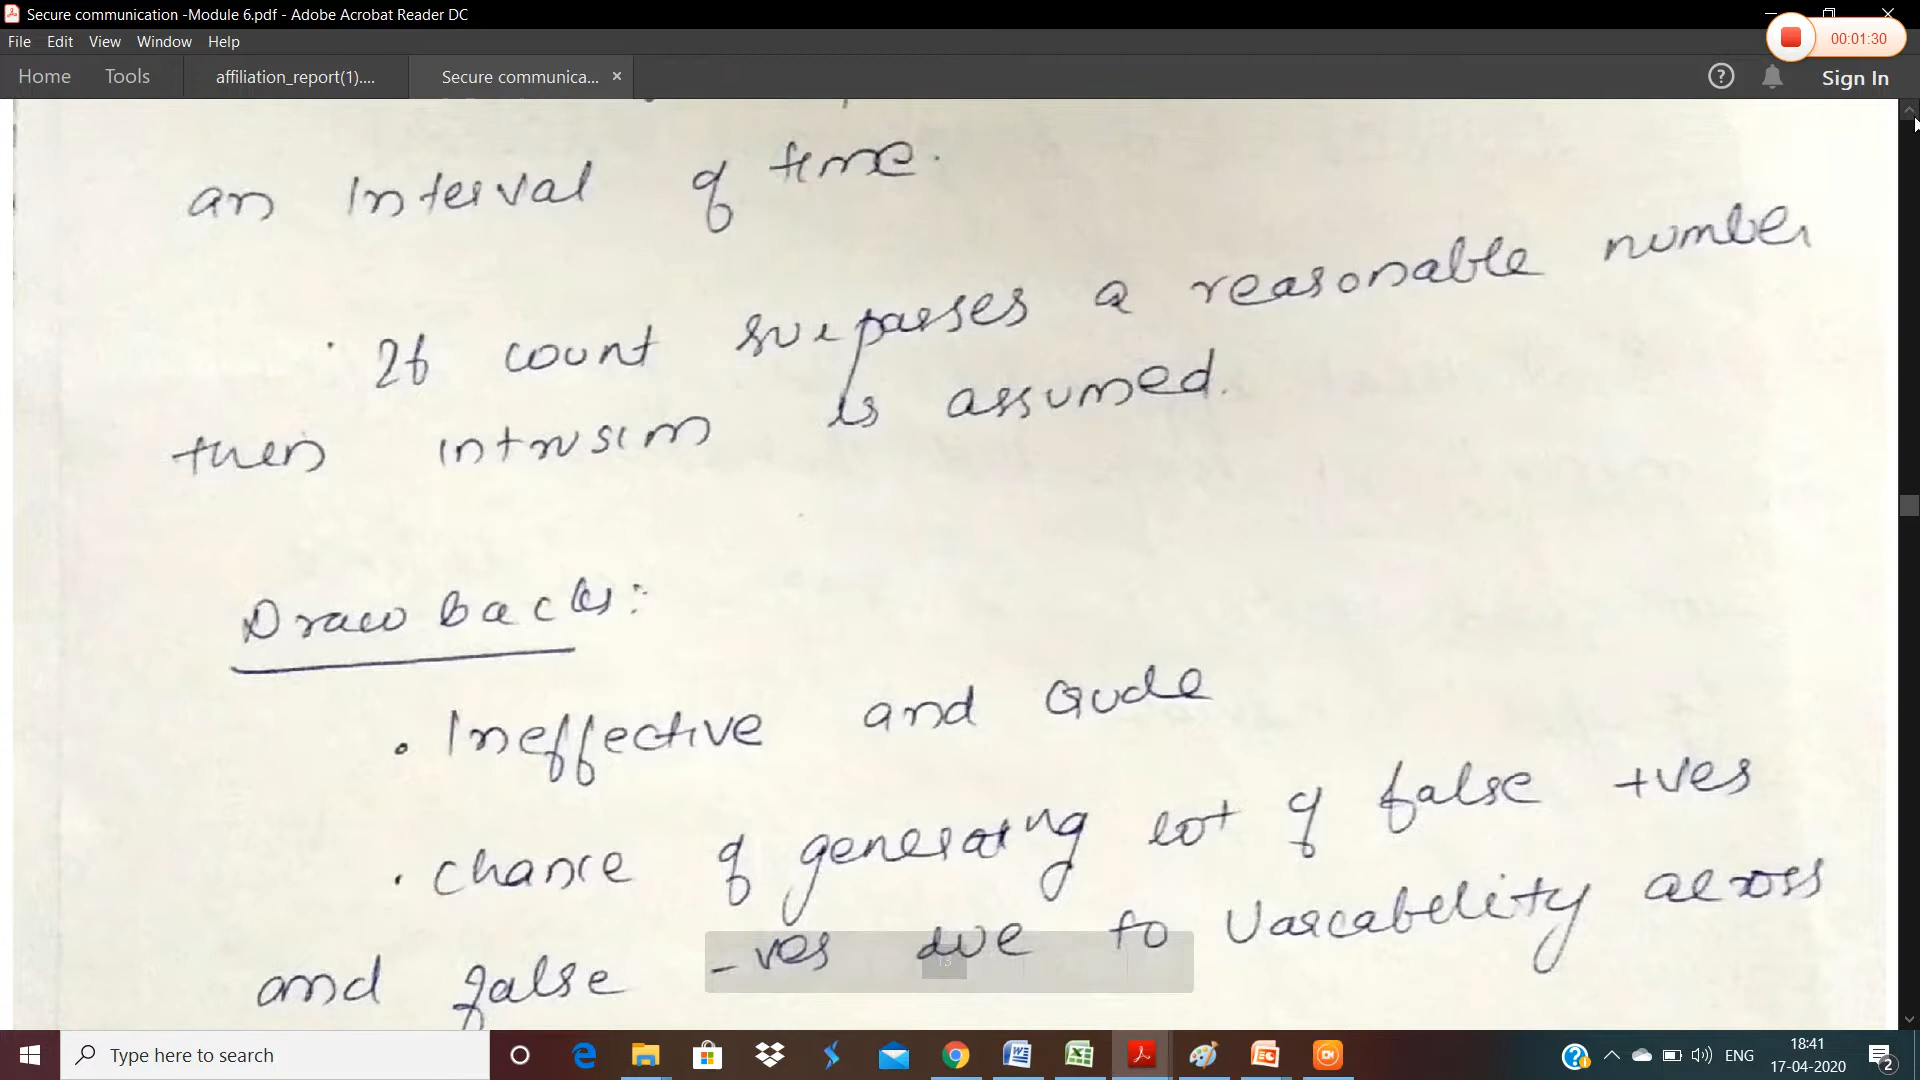 Secure communication -Module 6.pdf - Adobe Acrobat Reader DC
File Edit View Window Help
00:01:30
Home Tools affiliation_report(1).... Secure communica... × Sign In
an interval of time.
· If count surpasses a reasonable number
then intrusion is assumed.
Drawbacks:
· Ineffective and Crude
· Chance of generating lot of false +ves
and false -ves due to variability across
13
Type here to search
ENG
18:41
17-04-2020
2